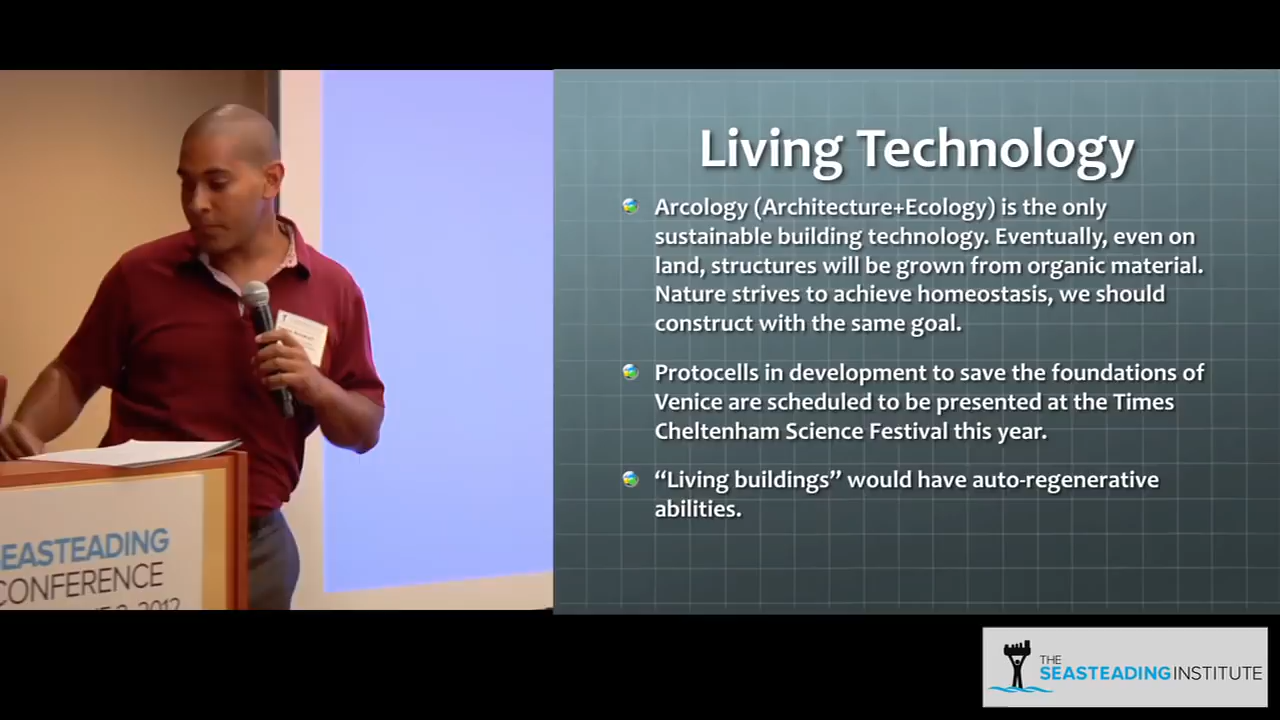 Living Technology
Arcology (Architecture+Ecology) is the only
sustainable building technology. Eventually, even on
land, structures will be grown from organic material.
Nature strives to achieve homeostasis, we should
construct with the same goal.
Protocells in development to save the foundations of
Venice are scheduled to be presented at the Times
Cheltenham Science Festival this year.
“Living buildings” would have auto-regenerative
abilities.
EASTEADING
CONFERENCE
2, 2012
THE
SEASTEADING INSTITUTE